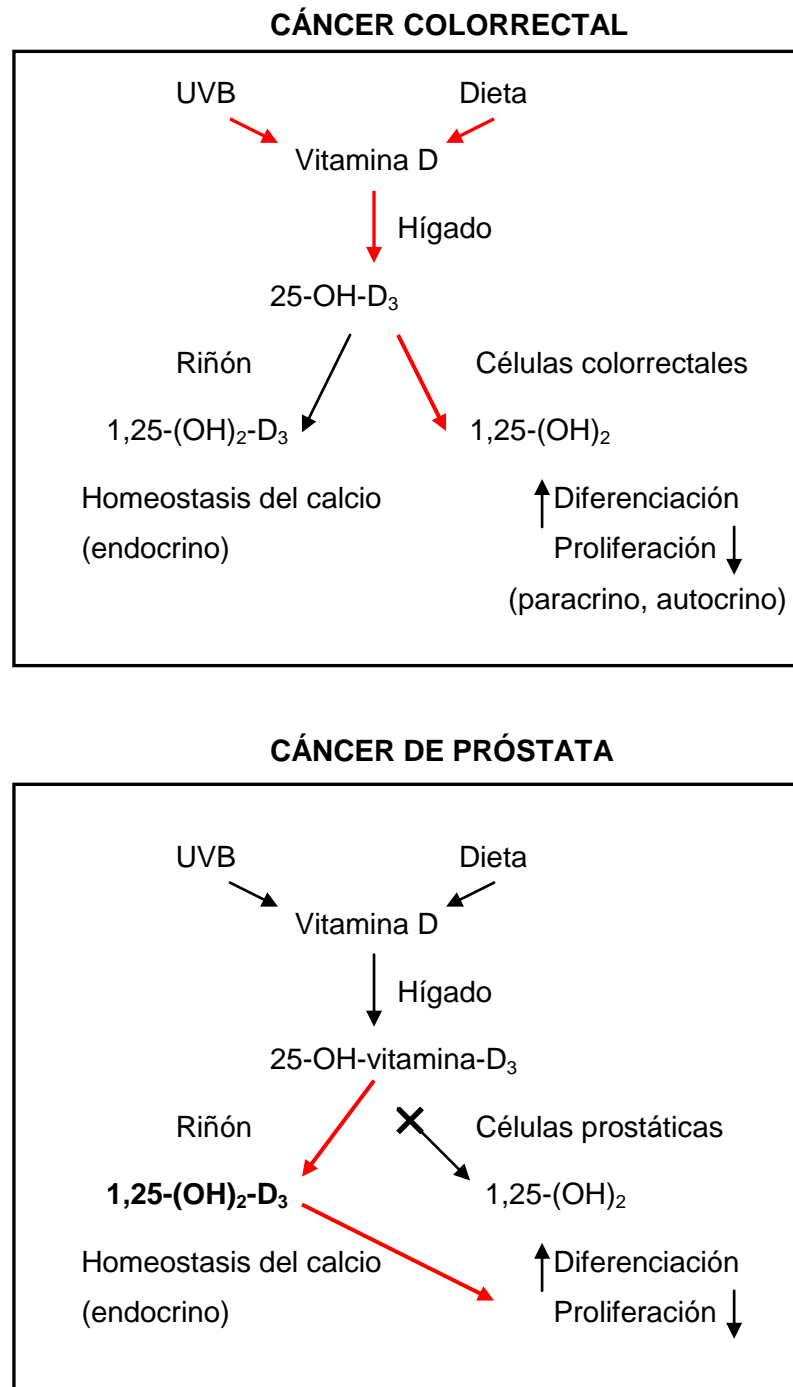 CÁNCER COLORRECTAL
UVB Dieta
Vitamina D
Hígado
25-OH-D₃
Riñón Células colorrectales
1,25-(OH)₂-D₃ 1,25-(OH)₂
Homeostasis del calcio Diferenciación
(endocrino) Proliferación
(paracrino, autocrino)
CÁNCER DE PRÓSTATA
UVB Dieta
Vitamina D
Hígado
25-OH-vitamina-D₃
Riñón Células prostáticas
1,25-(OH)₂-D₃ 1,25-(OH)₂
Homeostasis del calcio Diferenciación
(endocrino) Proliferación